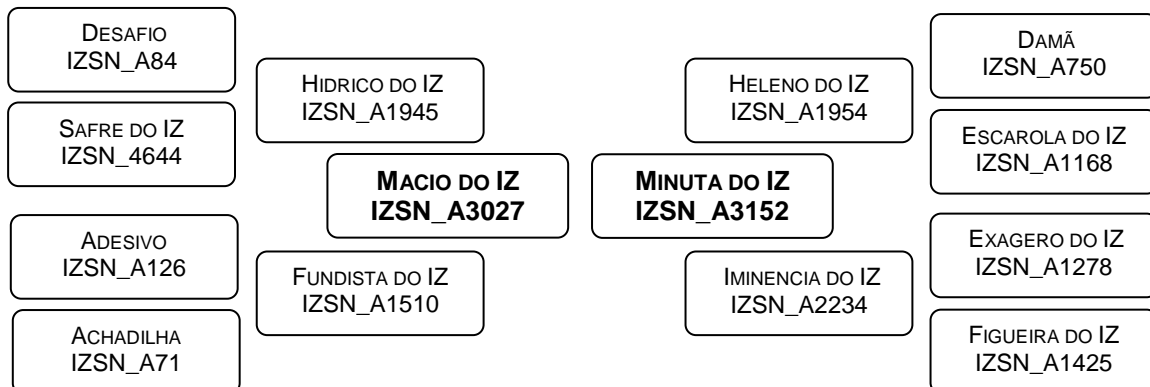 DESAFIO
IZSN_A84
SAFRE DO IZ
IZSN_4644
ADESIVO
IZSN_A126
ACHADILHA
IZSN_A71
HIDRICO DO IZ
IZSN_A1945
FUNDISTA DO IZ
IZSN_A1510
MACIO DO IZ
IZSN_A3027
MINUTA DO IZ
IZSN_A3152
HELENO DO IZ
IZSN_A1954
IMINENCIA DO IZ
IZSN_A2234
DAMÃ
IZSN_A750
ESCAROLA DO IZ
IZSN_A1168
EXAGERO DO IZ
IZSN_A1278
FIGUEIRA DO IZ
IZSN_A1425